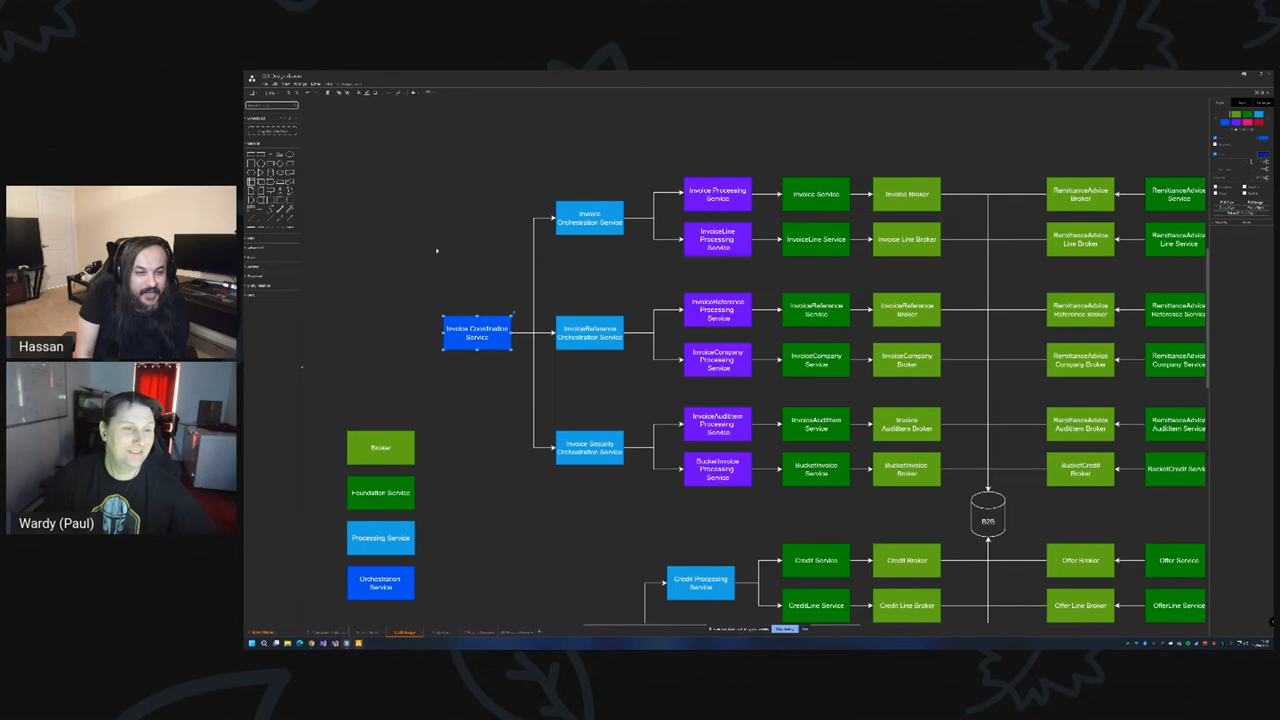 Invoice Processing
Service
Invoice Service
Invoice Broker
RemittanceAdvice
Broker
RemittanceAdvice
Service
Invoice
Orchestration Service
InvoiceLine
Processing
Service
InvoiceLine Service
Invoice Line Broker
RemittanceAdvice
Line Broker
RemittanceAdvice
Line Service
Invoice Coordination
Service
InvoiceReference
Orchestration Service
InvoiceReference
Processing
Service
InvoiceReference
Service
InvoiceReference
Broker
RemittanceAdvice
Reference Broker
RemittanceAdvice
Reference Service
Hassan
InvoiceCompany
Processing
Service
InvoiceCompany
Service
InvoiceCompany
Broker
RemittanceAdvice
Company Broker
RemittanceAdvice
Company Service
InvoiceAuditItem
Processing
Service
InvoiceAuditItem
Service
Invoice
AuditItem Broker
RemittanceAdvice
AuditItem Broker
RemittanceAdvice
AuditItem Service
Broker
Invoice Security
Orchestration Service
BucketInvoice
Processing
Service
BucketInvoice
Service
BucketInvoice
Broker
BucketCredit
Broker
BucketCredit Servic
Foundation Service
B2B
Wardy (Paul)
Processing Service
Orchestration
Service
Credit Processing
Service
Credit Service
Credit Broker
Offer Broker
Offer Service
CreditLine Service
Credit Line Broker
Offer Line Broker
OfferLine Service